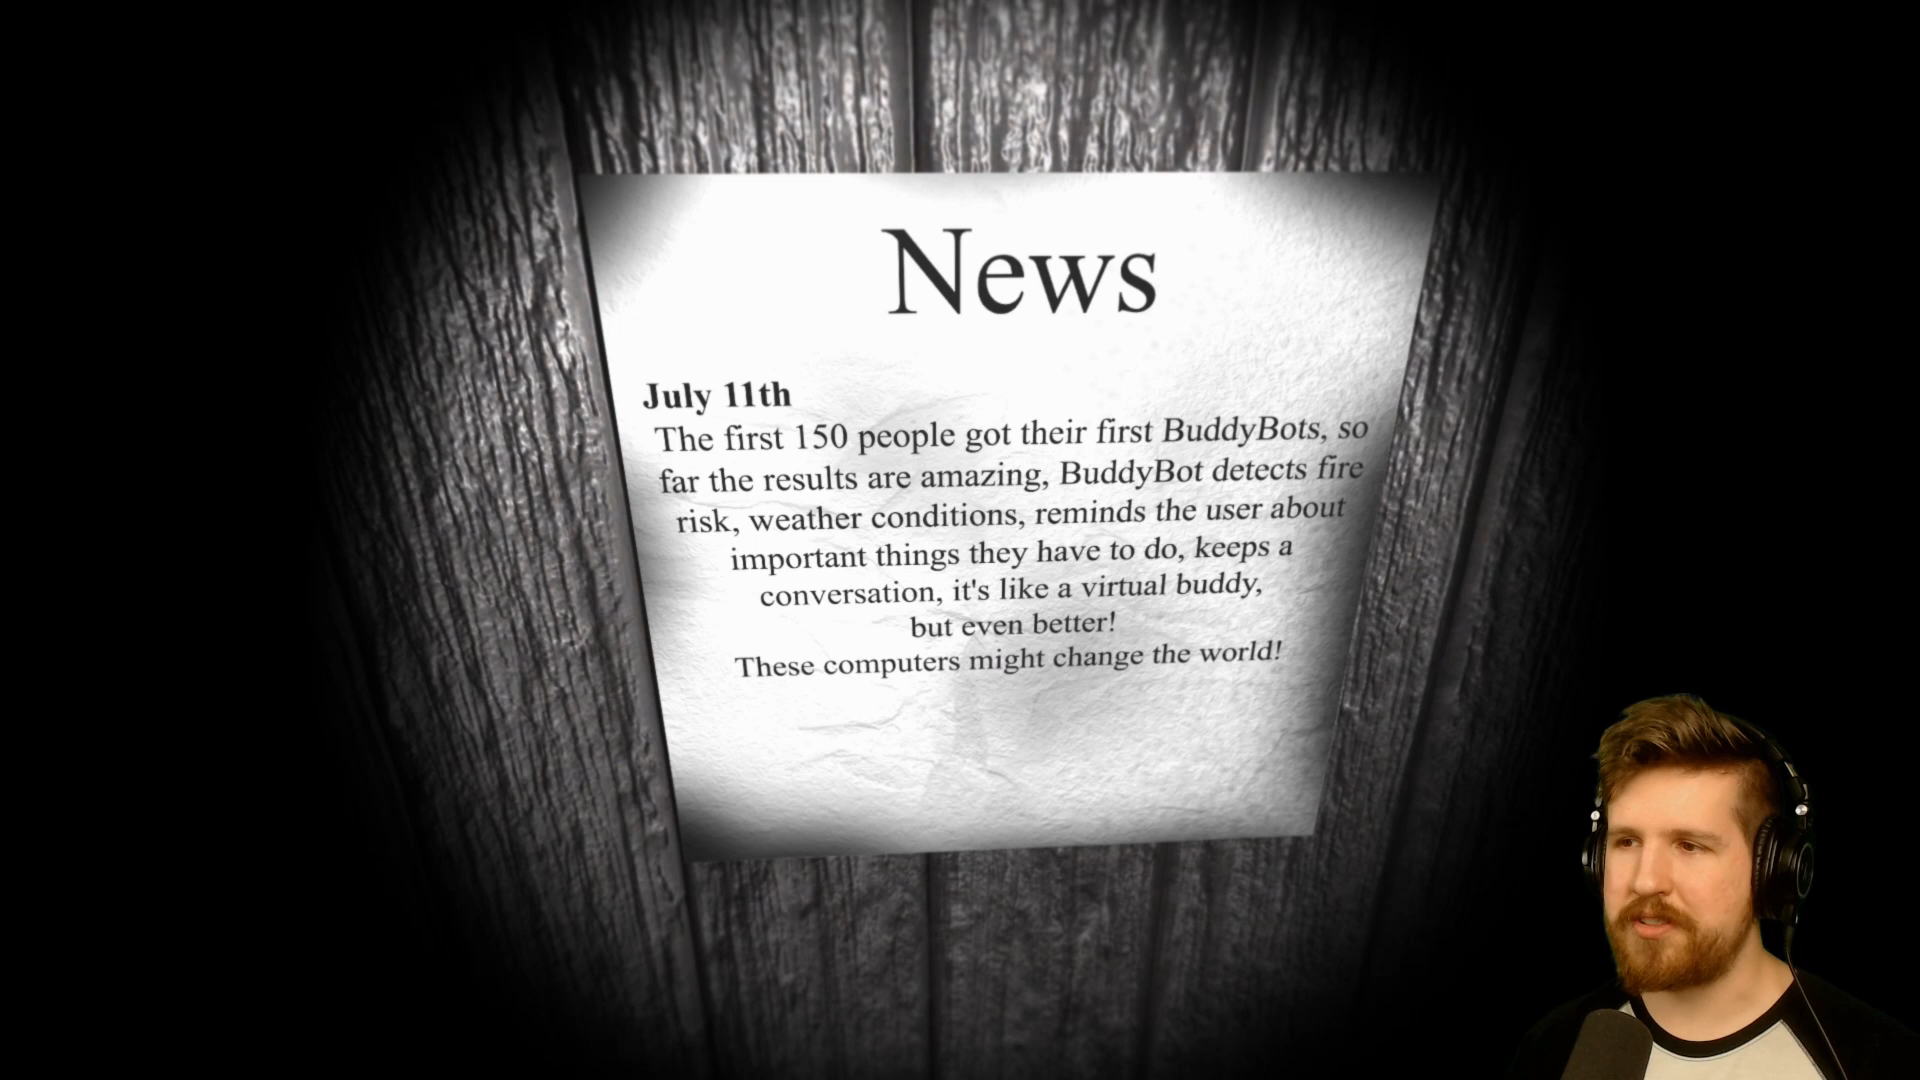 News
July 11th
The first 150 people got their first BuddyBots, so
far the results are amazing, BuddyBot detects fire
risk, weather conditions, reminds the user about
important things they have to do, keeps a
conversation, it's like a virtual buddy,
but even better!
These computers might change the world!